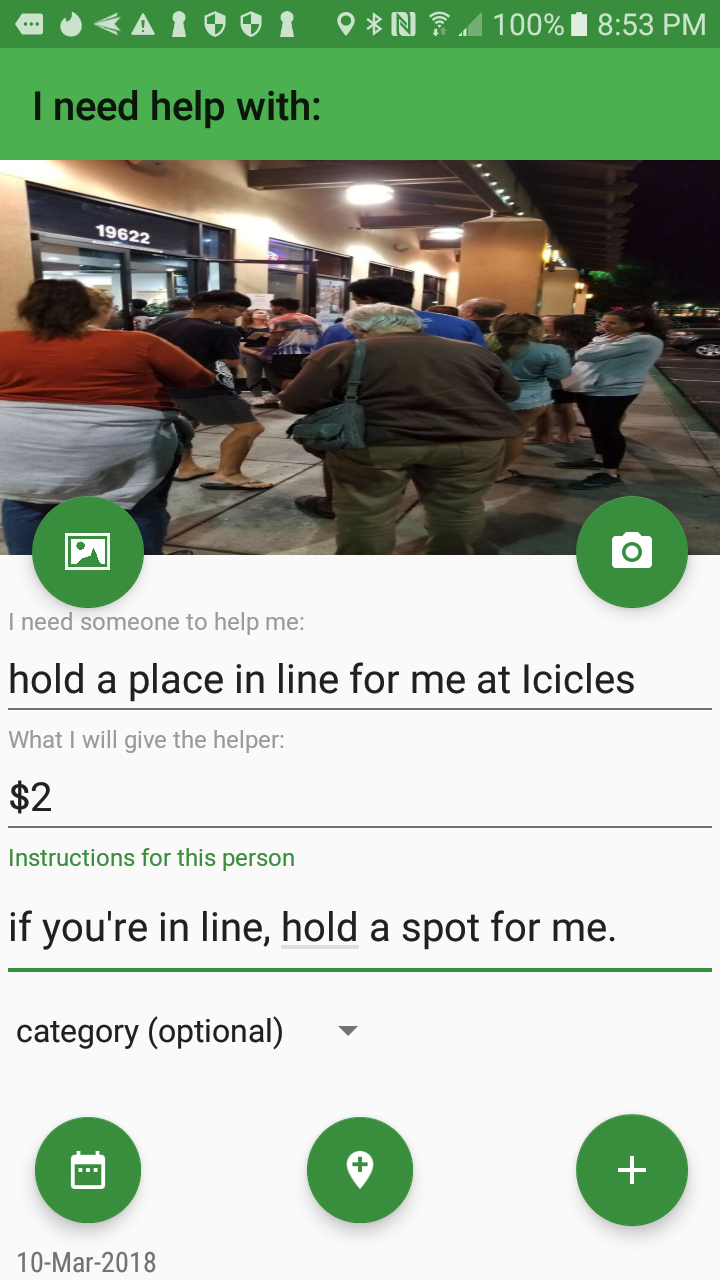 100% 8:53 PM
I need help with:
19622
I need someone to help me:
hold a place in line for me at Icicles
What I will give the helper:
$2
Instructions for this person
if you're in line, hold a spot for me.
category (optional)
10-Mar-2018